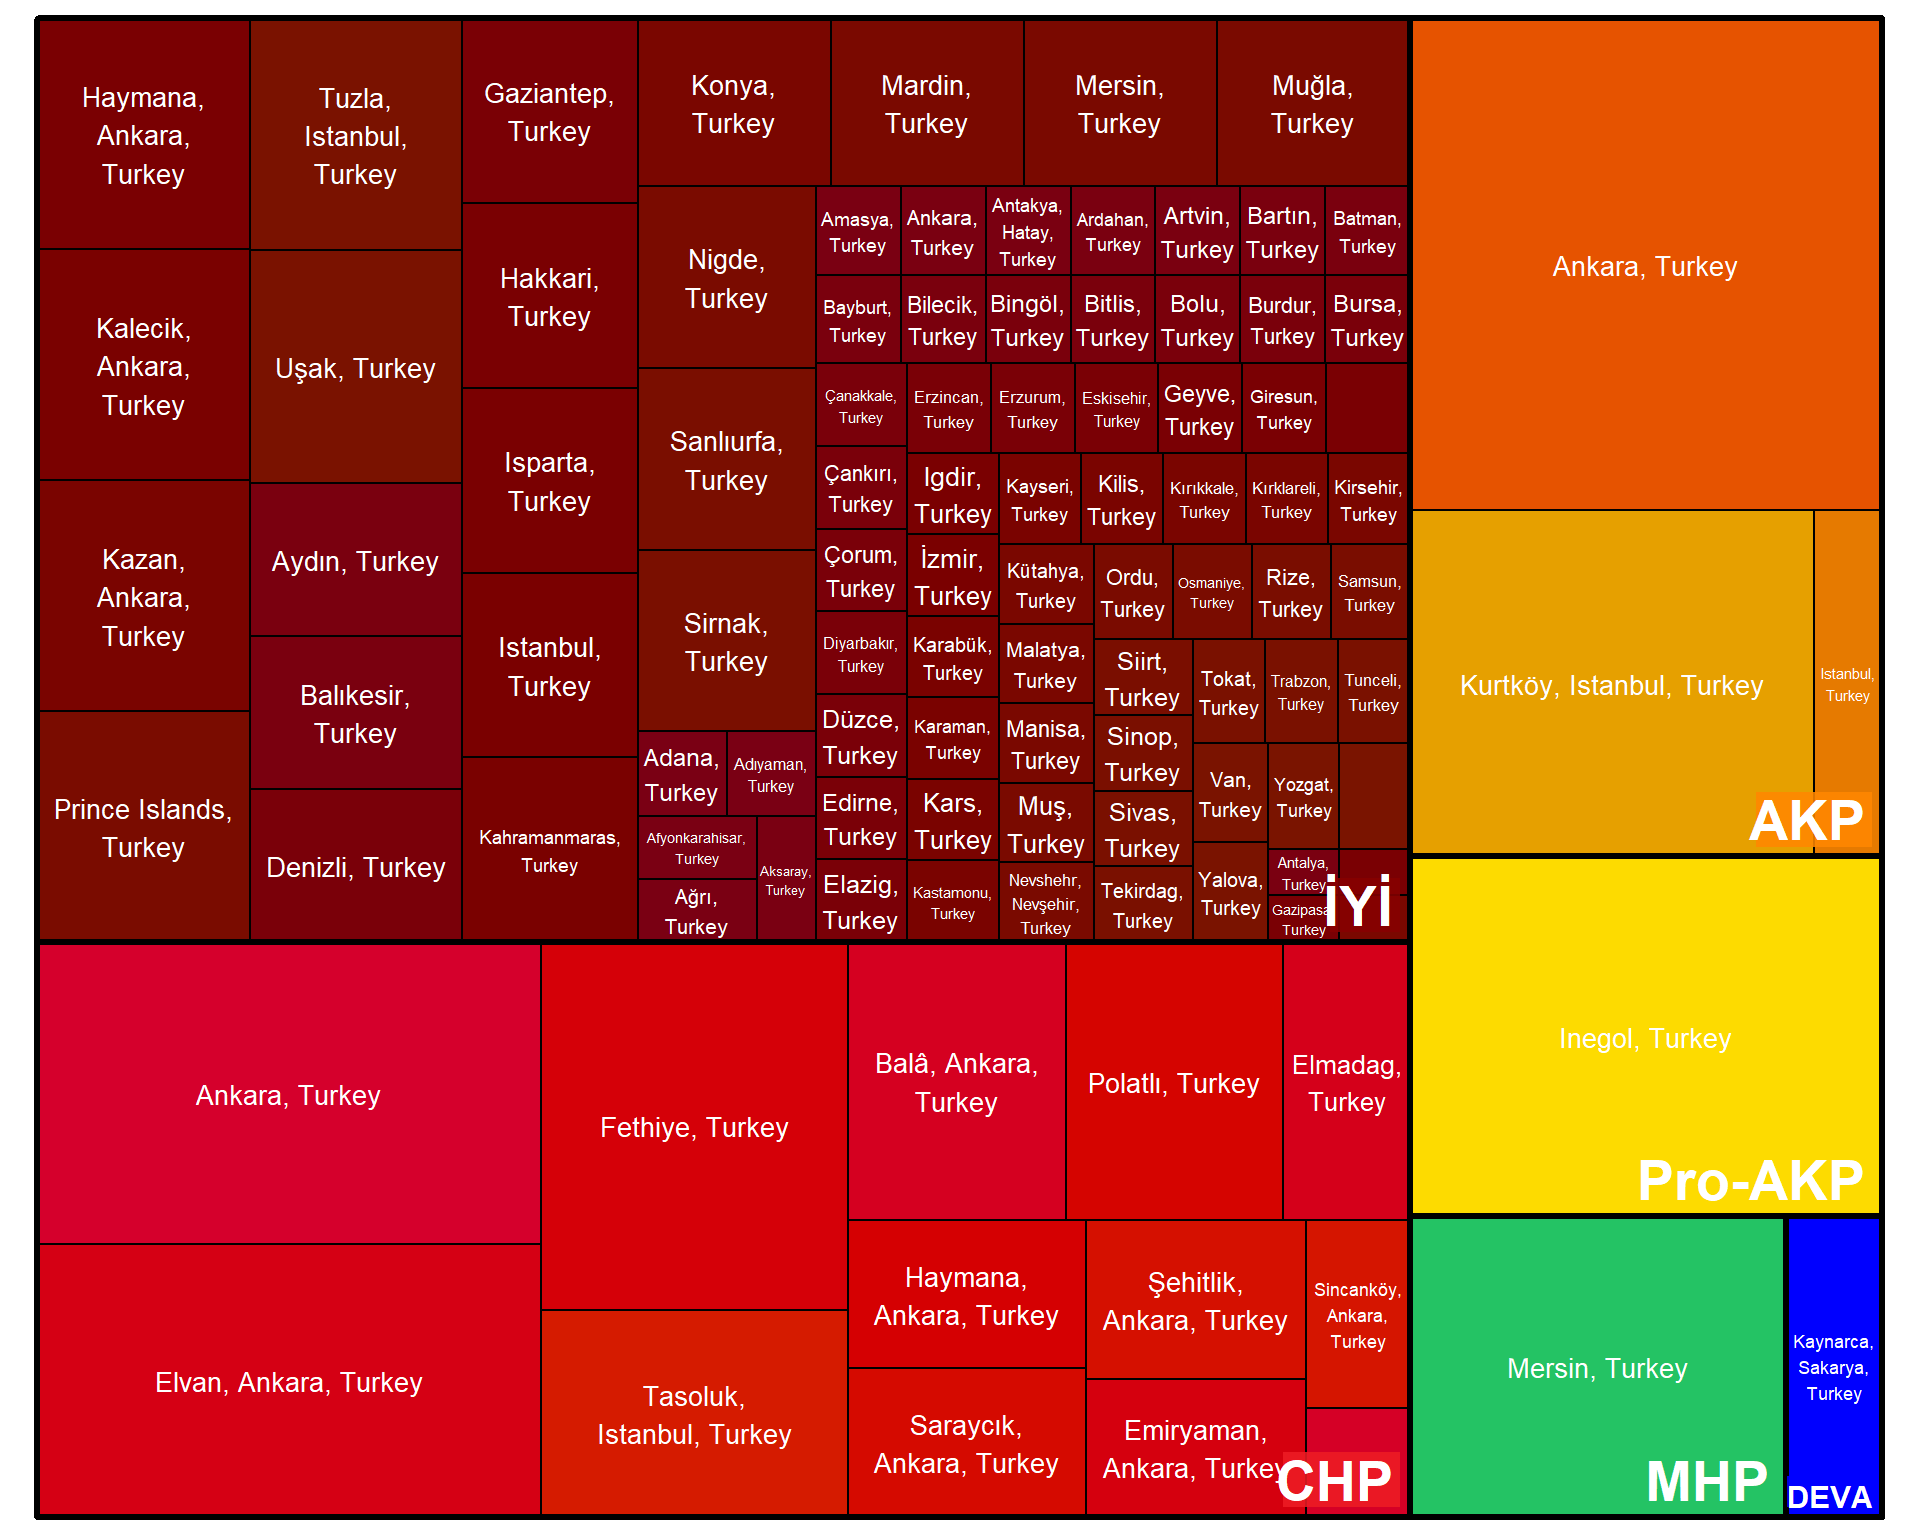 Haymana,
Ankara,
Turkey
Kalecik,
Ankara,
Turkey
Kazan,
Ankara,
Turkey
Prince Islands,
Turkey
Tuzla,
Istanbul,
Turkey
Uşak, Turkey
Aydın, Turkey
Balıkesir,
Turkey
Denizli, Turkey
Gaziantep,
Turkey
Hakkari,
Turkey
Isparta,
Turkey
Istanbul,
Turkey
Kahramanmaras,
Turkey
Konya,
Turkey
Mardin,
Turkey
Mersin,
Turkey
Muğla,
Turkey
Nigde,
Turkey
Sanlıurfa,
Turkey
Sirnak,
Turkey
Adana,
Turkey
Adıyaman,
Turkey
Afyonkarahisar,
Turkey
Ağrı,
Turkey
Aksaray,
Turkey
Amasya,
Turkey
Ankara,
Turkey
Antakya,
Hatay,
Turkey
Ardahan,
Turkey
Artvin,
Turkey
Bartın,
Turkey
Batman,
Turkey
Bayburt,
Turkey
Bilecik,
Turkey
Bingöl,
Turkey
Bitlis,
Turkey
Bolu,
Turkey
Burdur,
Turkey
Bursa,
Turkey
Çanakkale,
Turkey
Çankırı,
Turkey
Çorum,
Turkey
Diyarbakır,
Turkey
Düzce,
Turkey
Edirne,
Turkey
Elazig,
Turkey
Erzincan,
Turkey
Erzurum,
Turkey
Eskisehir,
Turkey
Geyve,
Turkey
Giresun,
Turkey
Igdir,
Turkey
İzmir,
Turkey
Karabük,
Turkey
Karaman,
Turkey
Kars,
Turkey
Kastamonu,
Turkey
Kayseri,
Turkey
Kilis,
Turkey
Kırıkkale,
Turkey
Kırklareli,
Turkey
Kirsehir,
Turkey
Kütahya,
Turkey
Malatya,
Turkey
Manisa,
Turkey
Muş,
Turkey
Nevshehr,
Nevşehir,
Turkey
Ordu,
Turkey
Osmaniye,
Turkey
Rize,
Turkey
Samsun,
Turkey
Siirt,
Turkey
Sinop,
Turkey
Sivas,
Turkey
Tekirdag,
Turkey
Tokat,
Turkey
Trabzon,
Turkey
Tunceli,
Turkey
Van,
Turkey
Yalova,
Turkey
Yozgat,
Turkey
Antalya,
Turkey
Gazipasa
Turkey
İYİ
Ankara, Turkey
Elvan, Ankara, Turkey
Fethiye, Turkey
Tasoluk,
Istanbul, Turkey
Balâ, Ankara,
Turkey
Polatlı, Turkey
Elmadag,
Turkey
Haymana,
Ankara, Turkey
Saraycık,
Ankara, Turkey
Şehitlik,
Ankara, Turkey
Emiryaman,
Ankara, Turkey
Sincanköy,
Ankara,
Turkey
CHP
Ankara, Turkey
Kurtköy, Istanbul, Turkey
Istanbul,
Turkey
AKP
Inegol, Turkey
Pro-AKP
Mersin, Turkey
MHP
Kaynarca,
Sakarya,
Turkey
DEVA